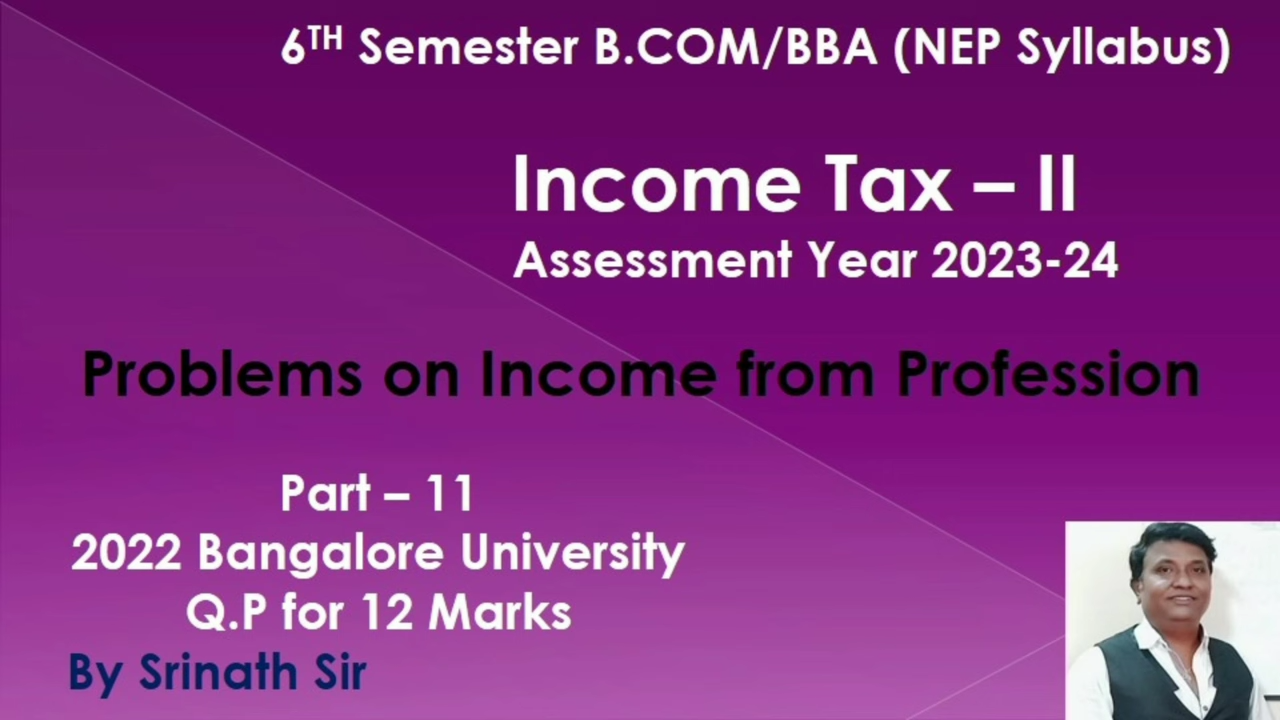 6TH Semester B.COM/BBA (NEP Syllabus)
Income Tax – II
Assessment Year 2023-24
Problems on Income from Profession
Part – 11
2022 Bangalore University
Q.P for 12 Marks
By Srinath Sir